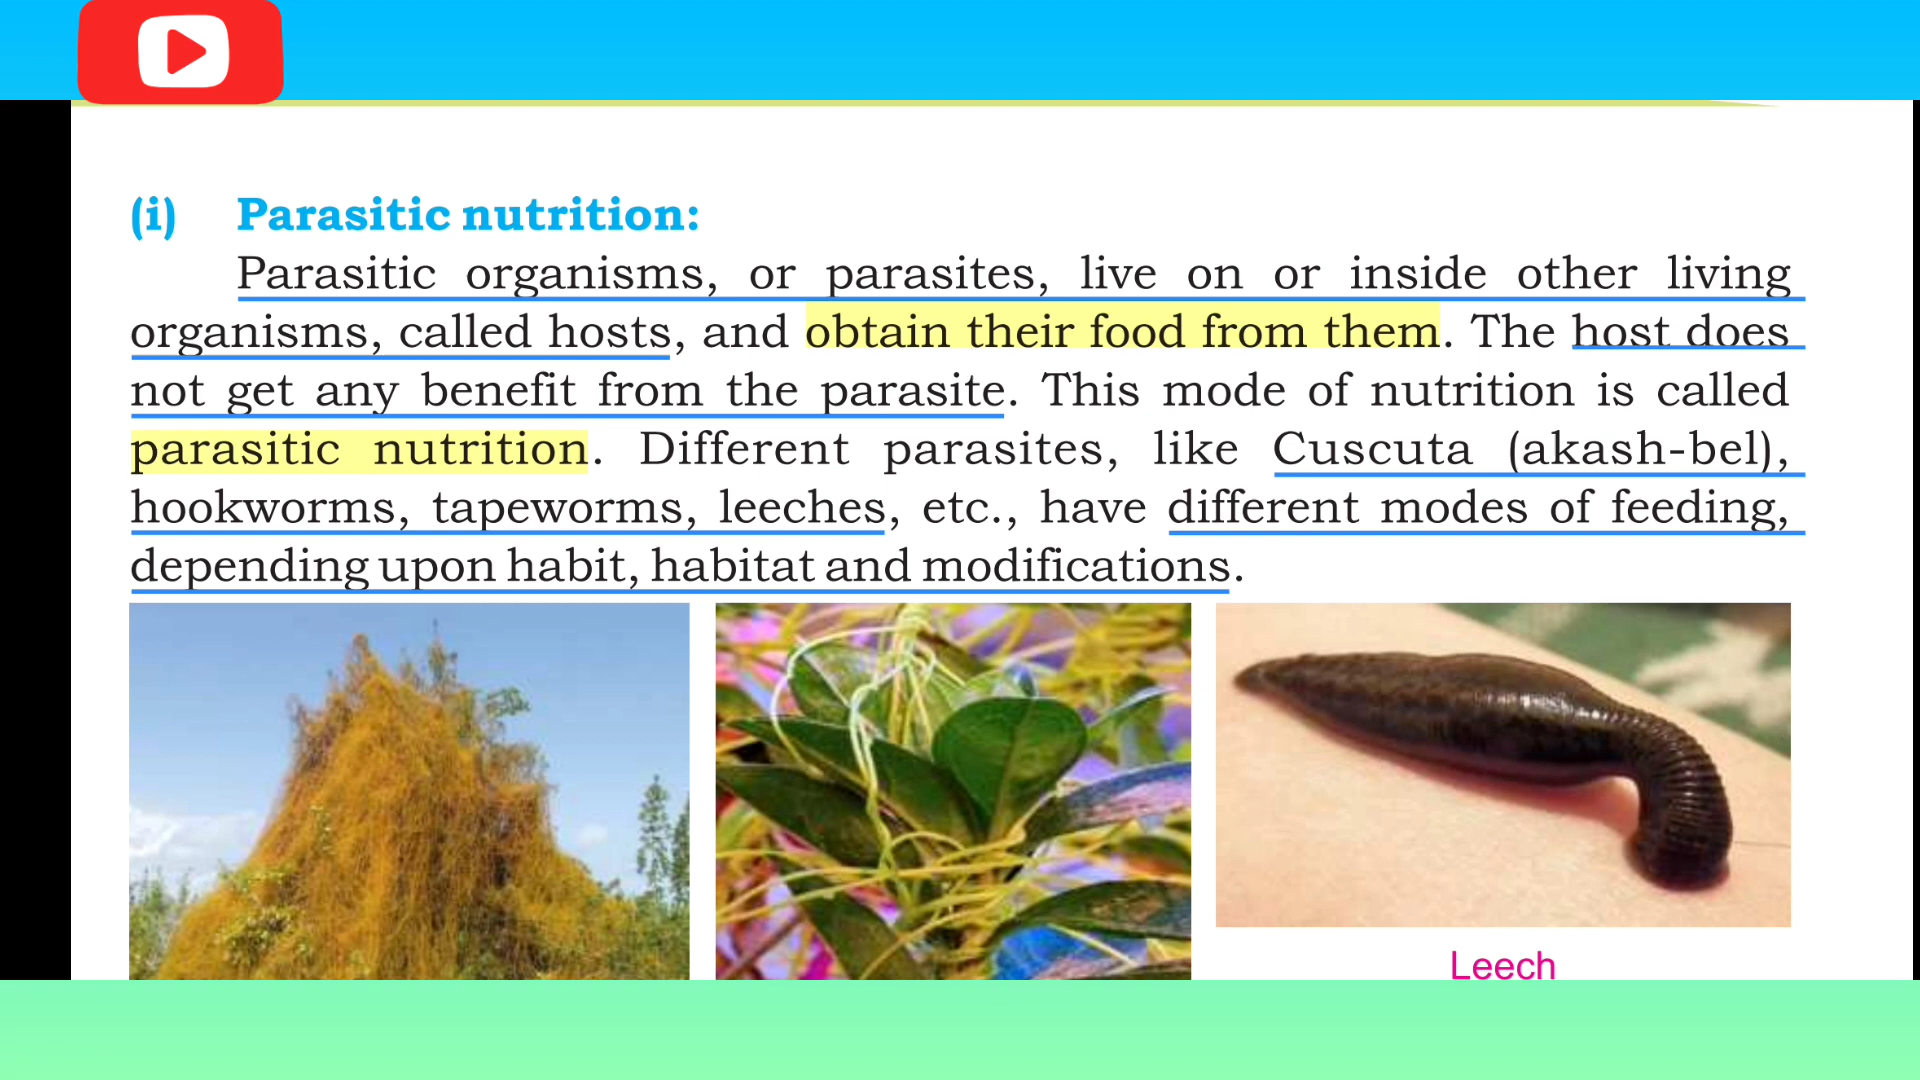 (i) Parasitic nutrition:
Parasitic organisms, or parasites, live on or inside other living
organisms, called hosts, and obtain their food from them. The host does
not get any benefit from the parasite. This mode of nutrition is called
parasitic nutrition. Different parasites, like Cuscuta (akash-bel),
hookworms, tapeworms, leeches, etc., have different modes of feeding,
depending upon habit, habitat and modifications.
Leech